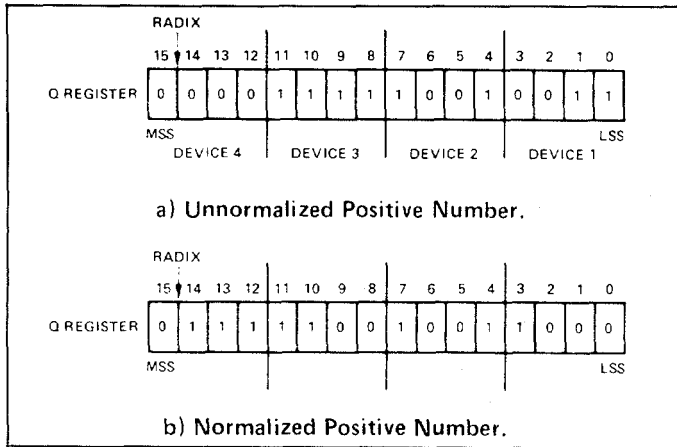 RADIX
15 14 13 12 11 10 9 8 7 6 5 4 3 2 1 0
Q REGISTER 0 0 0 0 1 1 1 1 1 0 0 1 0 0 1 1
MSS LSS
DEVICE 4 DEVICE 3 DEVICE 2 DEVICE 1
a) Unnormalized Positive Number.
RADIX
15 14 13 12 11 10 9 8 7 6 5 4 3 2 1 0
Q REGISTER 0 1 1 1 1 1 0 0 1 0 0 1 1 0 0 0
MSS LSS
b) Normalized Positive Number.